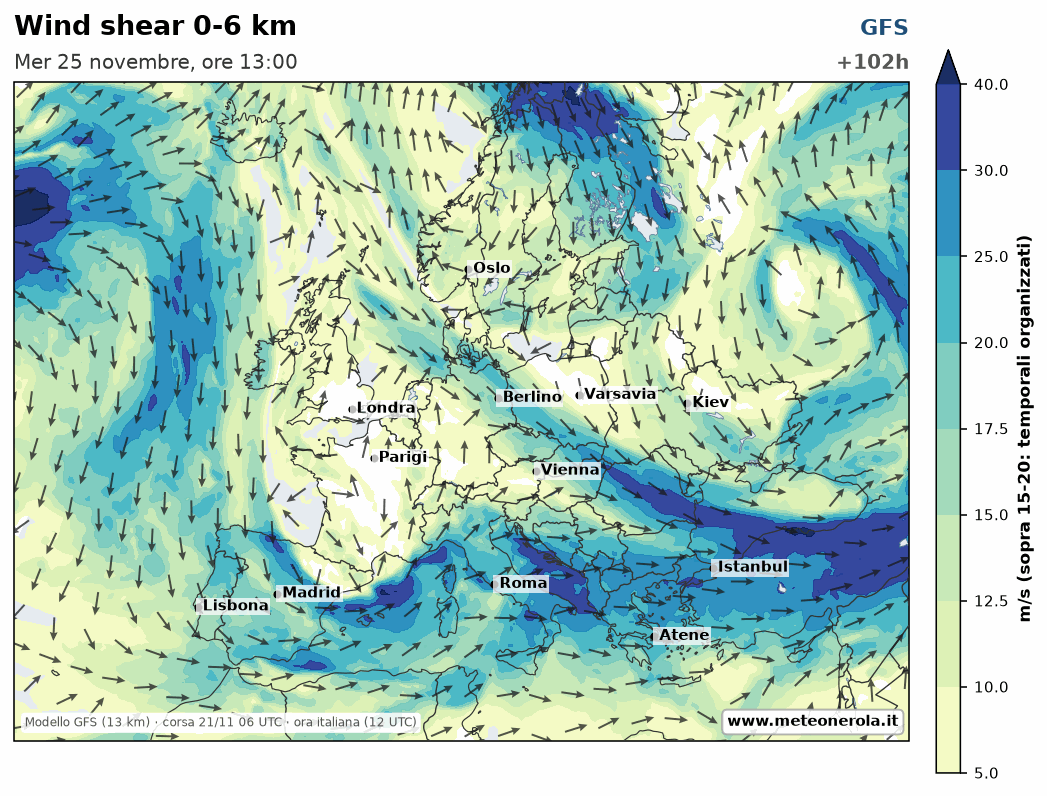 Wind shear 0-6 km
GFS
Mer 25 novembre, ore 13:00
+102h
40.0
30.0
25.0
20.0
17.5
15.0
12.5
10.0
5.0
m/s (sopra 15-20: temporali organizzati)
Oslo
Londra
Berlino
Varsavia
Kiev
Parigi
Vienna
Istanbul
Roma
Madrid
Lisbona
Atene
Modello GFS (13 km) · corsa 21/11 06 UTC · ora italiana (12 UTC)
www.meteonerola.it